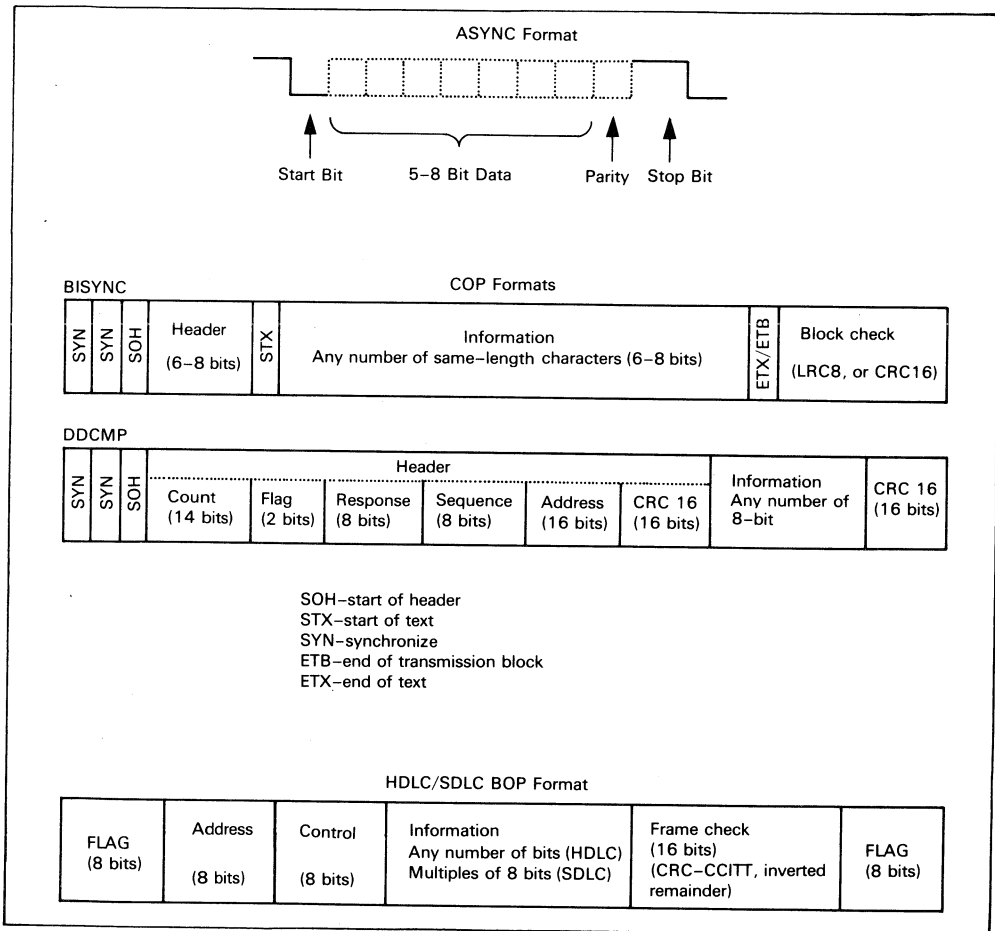 ASYNC Format
Start Bit
5–8 Bit Data
Parity
Stop Bit
BISYNC
COP Formats
SYN
SYN
SOH
Header
(6–8 bits)
STX
Information
Any number of same–length characters (6–8 bits)
ETX/ETB
Block check
(LRC8, or CRC16)
DDCMP
SYN
SYN
SOH
Header
Count
(14 bits)
Flag
(2 bits)
Response
(8 bits)
Sequence
(8 bits)
Address
(16 bits)
CRC 16
(16 bits)
Information
Any number of
8–bit
CRC 16
(16 bits)
SOH–start of header
STX–start of text
SYN–synchronize
ETB–end of transmission block
ETX–end of text
HDLC/SDLC BOP Format
FLAG
(8 bits)
Address
(8 bits)
Control
(8 bits)
Information
Any number of bits (HDLC)
Multiples of 8 bits (SDLC)
Frame check
(16 bits)
(CRC–CCITT, inverted
remainder)
FLAG
(8 bits)